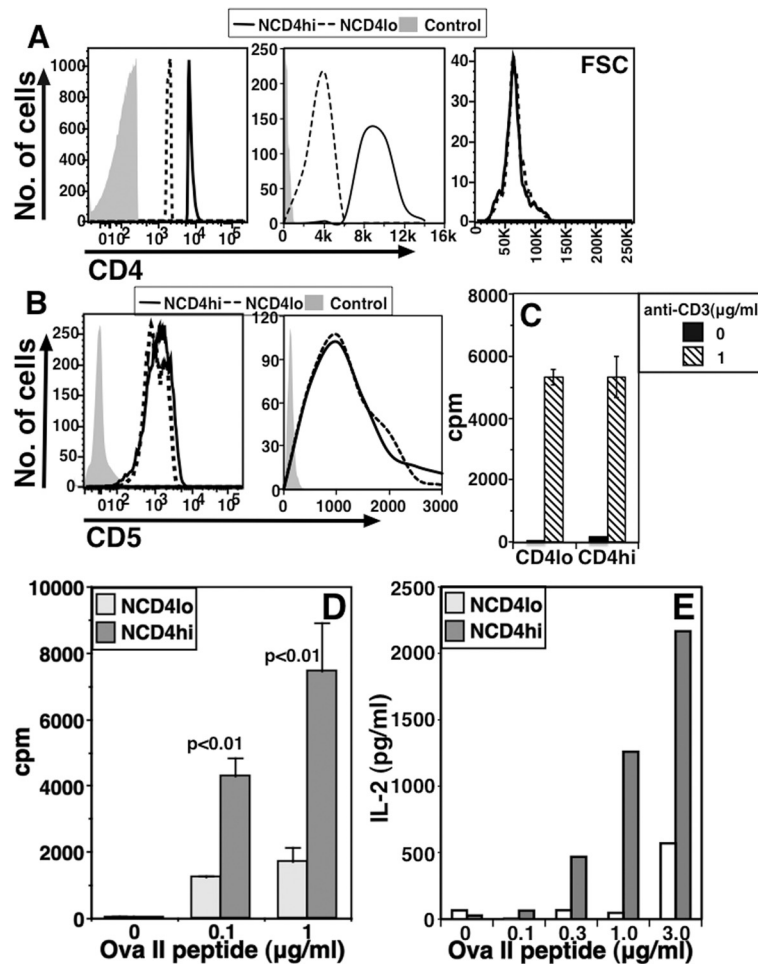 NCD4hi NCD4lo Control
A
No. of cells
1000
800
600
400
200
0
0 10² 10³ 10⁴ 10⁵
250
200
150
100
50
0
0 4k 8k 12k 16k
FSC
40
30
20
10
0
0 50K 100K 150K 200K 250K
CD4
B
NCD4hi NCD4lo Control
No. of cells
250
200
150
100
50
0
0 10² 10³ 10⁴ 10⁵
120
90
60
30
0
0 1000 2000 3000
CD5
C
anti-CD3(µg/ml)
0
1
cpm
8000
6000
4000
2000
0
CD4lo CD4hi
D
NCD4lo
NCD4hi
cpm
10000
8000
6000
4000
2000
0
p<0.01
p<0.01
0 0.1 1
Ova II peptide (µg/ml)
E
NCD4lo
NCD4hi
IL-2 (pg/ml)
2500
2000
1500
1000
500
0
0 0.1 0.3 1.0 3.0
Ova II peptide (µg/ml)